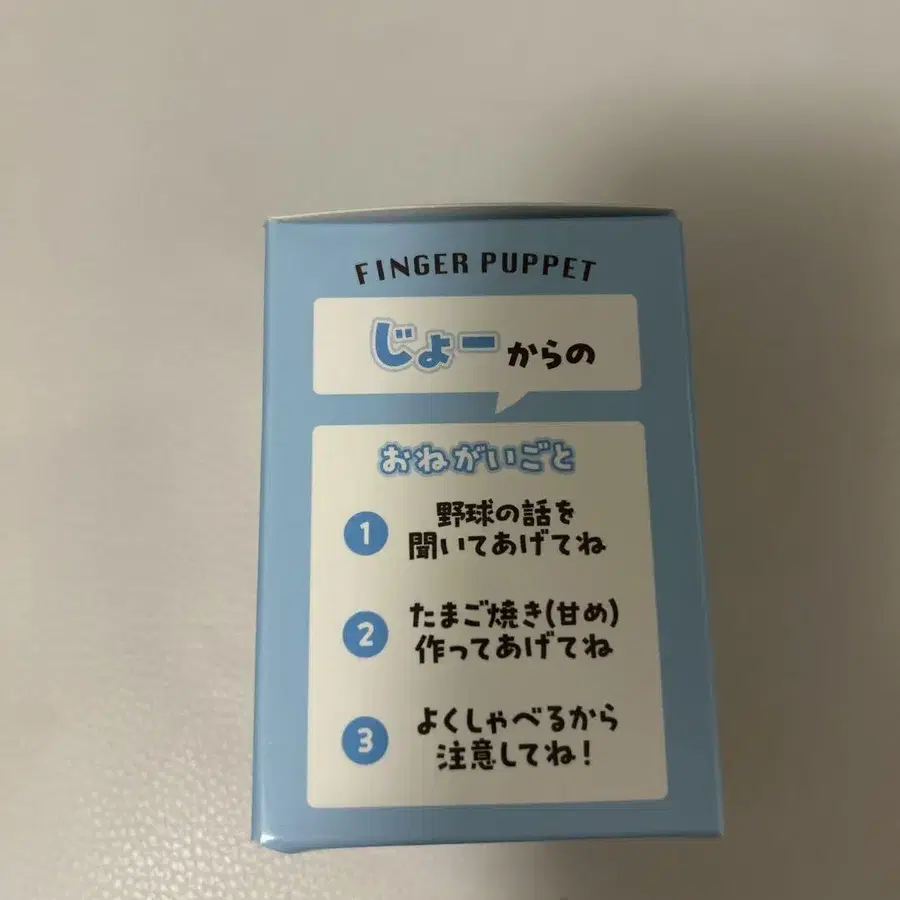 FINGER PUPPET
じょーからの
おねがいごと
1 野球の話を
聞いてあげてね
2 たまご焼き(甘め)
作ってあげてね
3 よくしゃべるから
注意してね!